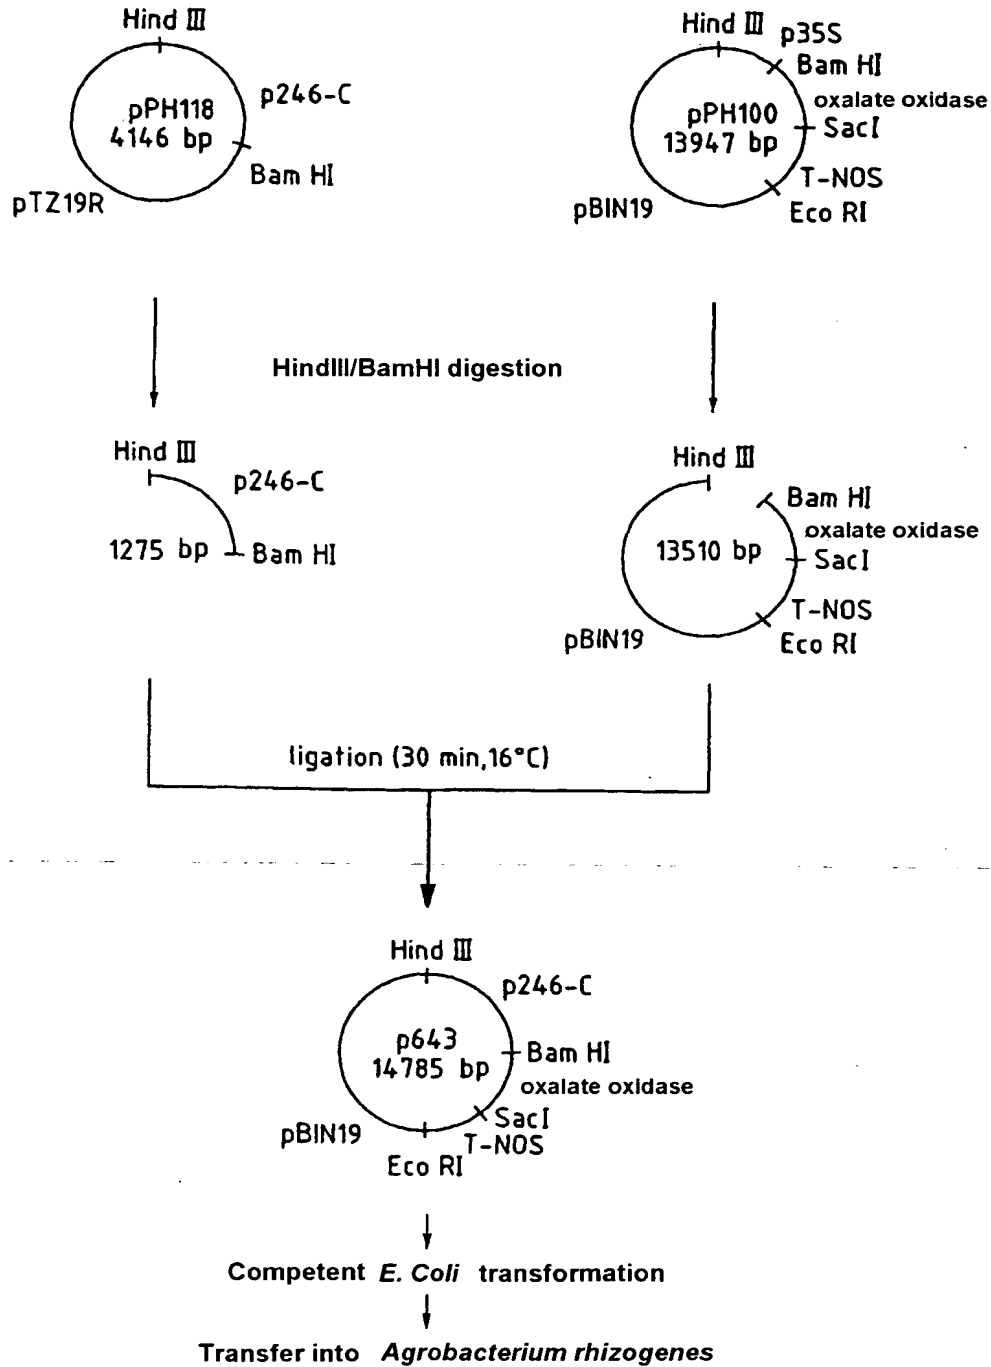 Hind III
pPH118
4146 bp
p246-C
Bam HI
pTZ19R
Hind III
p35S
Bam HI
oxalate oxidase
pPH100
13947 bp
SacI
T-NOS
Eco RI
pBIN19
HindIII/BamHI digestion
Hind III
p246-C
1275 bp
Bam HI
Hind III
Bam HI
oxalate oxidase
13510 bp
SacI
T-NOS
Eco RI
pBIN19
ligation (30 min,16°C)
Hind III
p246-C
p643
14785 bp
Bam HI
oxalate oxidase
SacI
T-NOS
pBIN19
Eco RI
Competent E. Coli transformation
Transfer into Agrobacterium rhizogenes